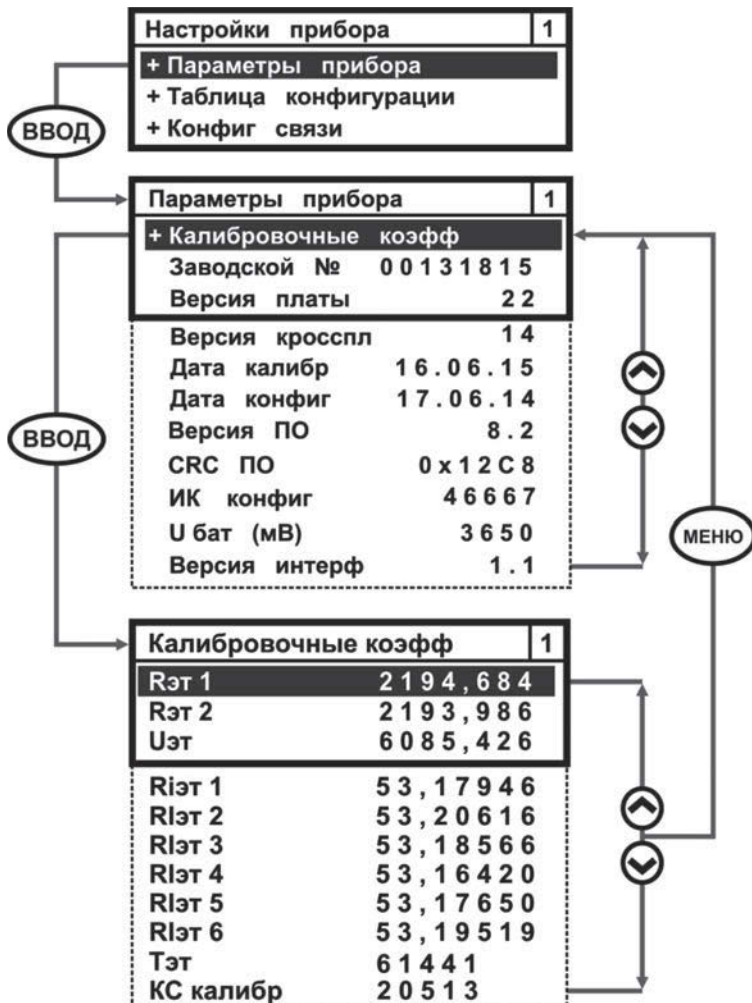 Настройки прибора 1
+ Параметры прибора
+ Таблица конфигурации
+ Конфиг связи
ВВОД
Параметры прибора 1
+ Калибровочные коэфф
Заводской № 00131815
Версия платы 22
Версия кросспл 14
Дата калибр 16.06.15
Дата конфиг 17.06.14
Версия ПО 8.2
CRC ПО 0x12C8
ИК конфиг 46667
U бат (мВ) 3650
Версия интерф 1.1
ВВОД
МЕНЮ
Калибровочные коэфф 1
Rэт 1 2194,684
Rэт 2 2193,986
Uэт 6085,426
Riэт 1 53,17946
RIэт 2 53,20616
RIэт 3 53,18566
RIэт 4 53,16420
RIэт 5 53,17650
RIэт 6 53,19519
Тэт 61441
КС калибр 20513